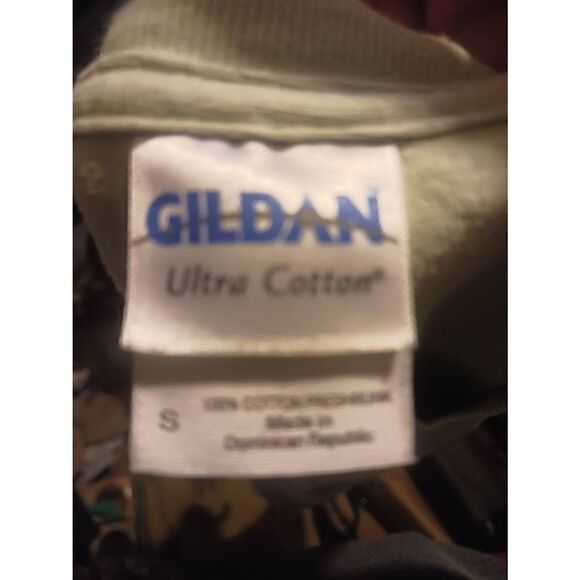 GILDAN
Ultra Cotton®
S
100% COTTON PRESHRUNK
Made in
Dominican Republic